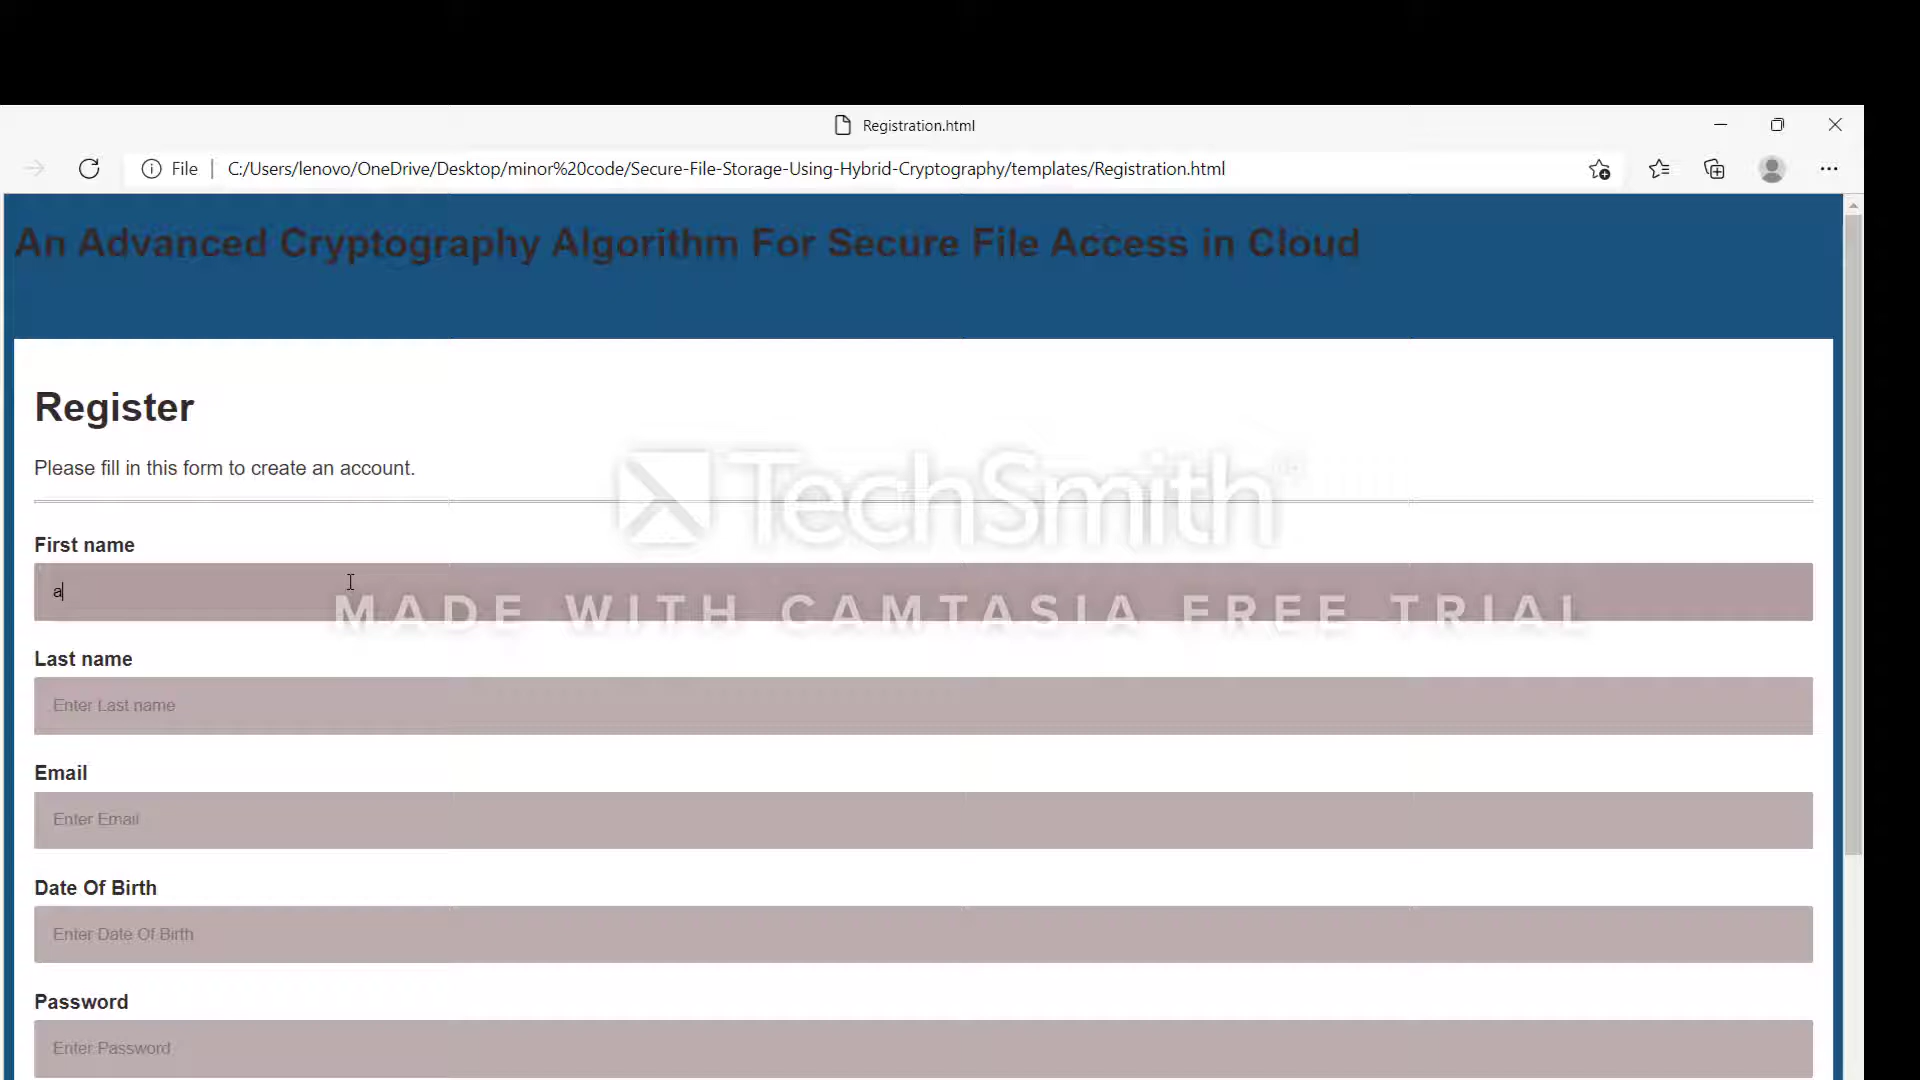 Registration.html
File
C:/Users/lenovo/OneDrive/Desktop/minor%20code/Secure-File-Storage-Using-Hybrid-Cryptography/templates/Registration.html
An Advanced Cryptography Algorithm For Secure File Access in Cloud
Register
Please fill in this form to create an account.
TechSmith
First name
a
MADE WITH CAMTASIA FREE TRIAL
Last name
Enter Last name
Email
Enter Email
Date Of Birth
Enter Date Of Birth
Password
Enter Password